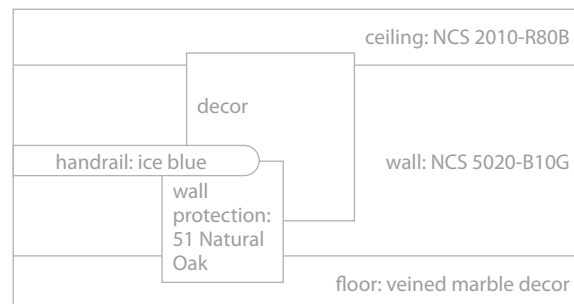 ceiling: NCS 2010-R80B
decor
handrail: ice blue
wall: NCS 5020-B10G
wall
protection:
51 Natural
Oak
floor: veined marble decor